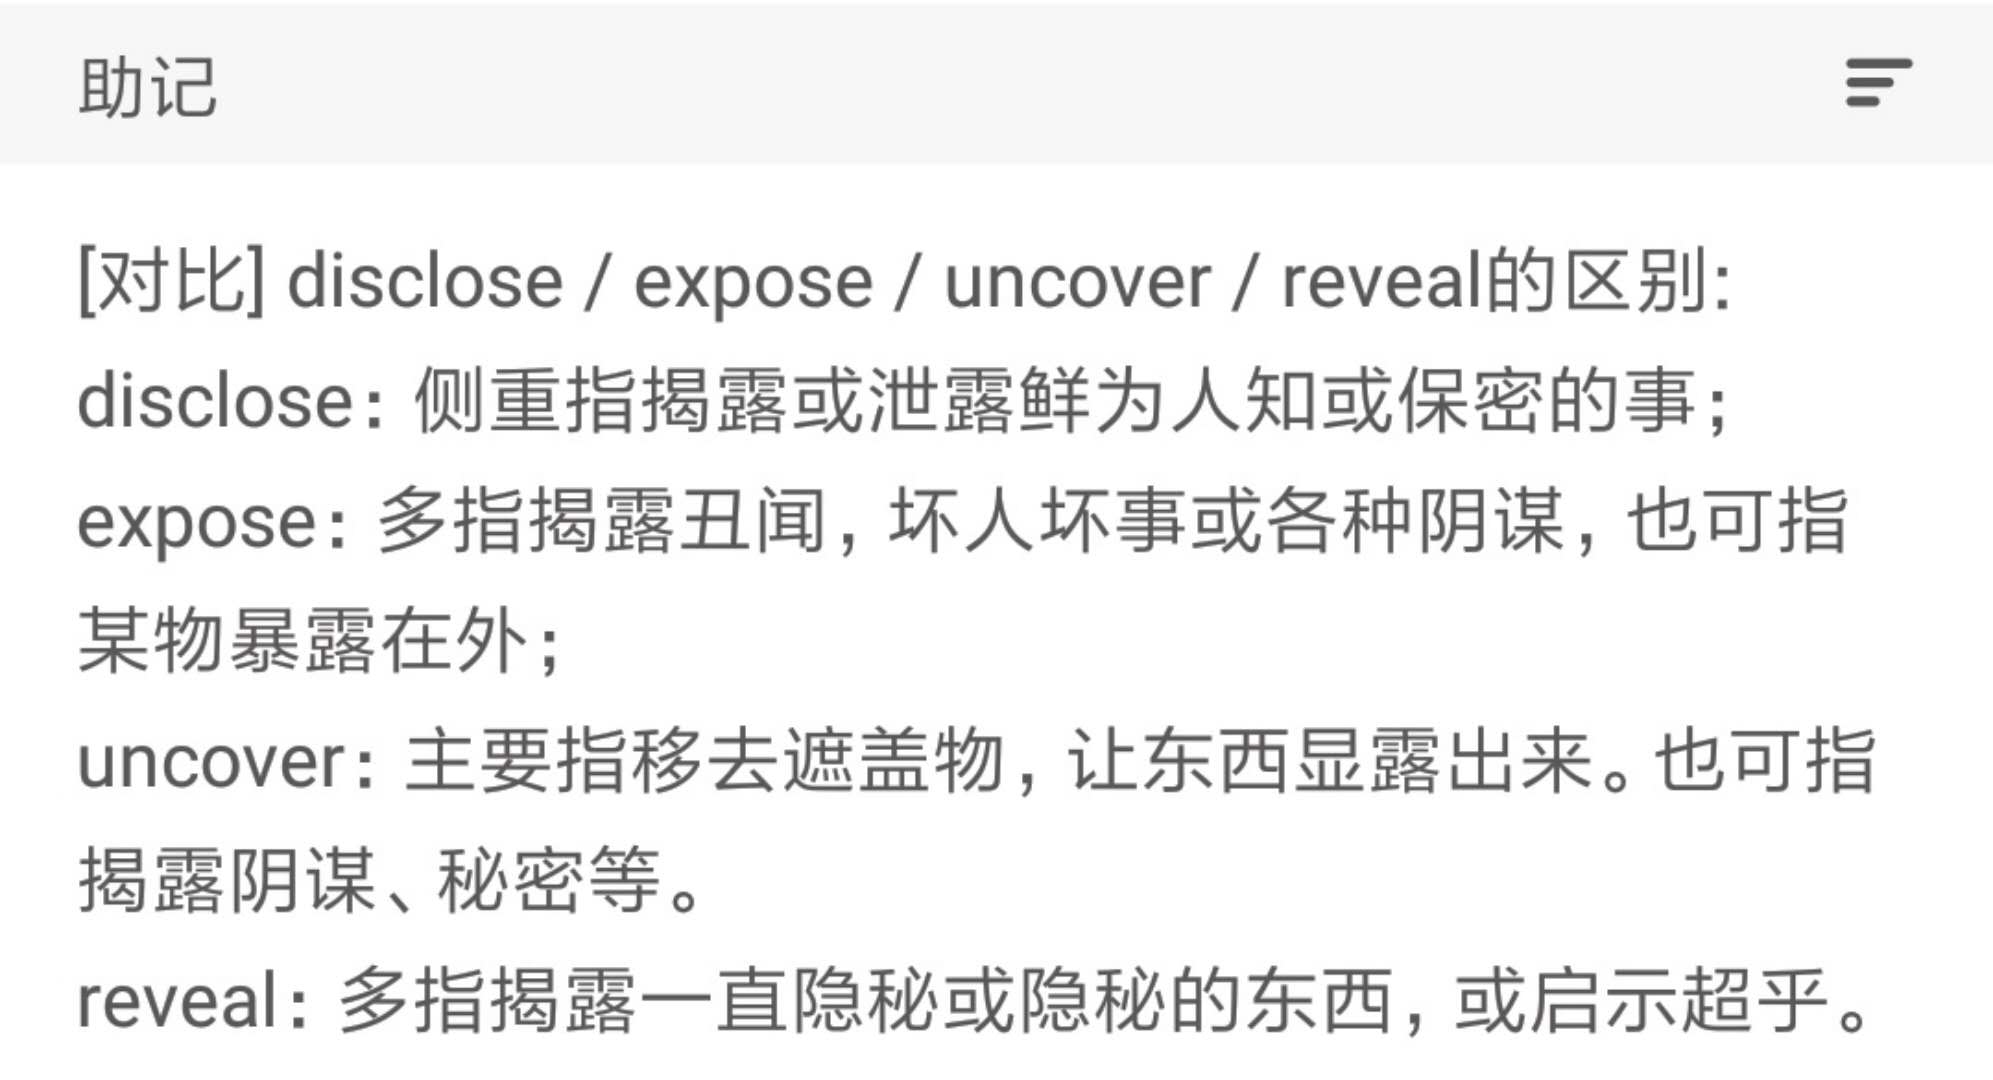 助记
[对比] disclose / expose / uncover / reveal的区别:
disclose：侧重指揭露或泄露鲜为人知或保密的事；
expose：多指揭露丑闻，坏人坏事或各种阴谋，也可指
某物暴露在外；
uncover：主要指移去遮盖物，让东西显露出来。也可指
揭露阴谋、秘密等。
reveal：多指揭露一直隐秘或隐秘的东西，或启示超乎。